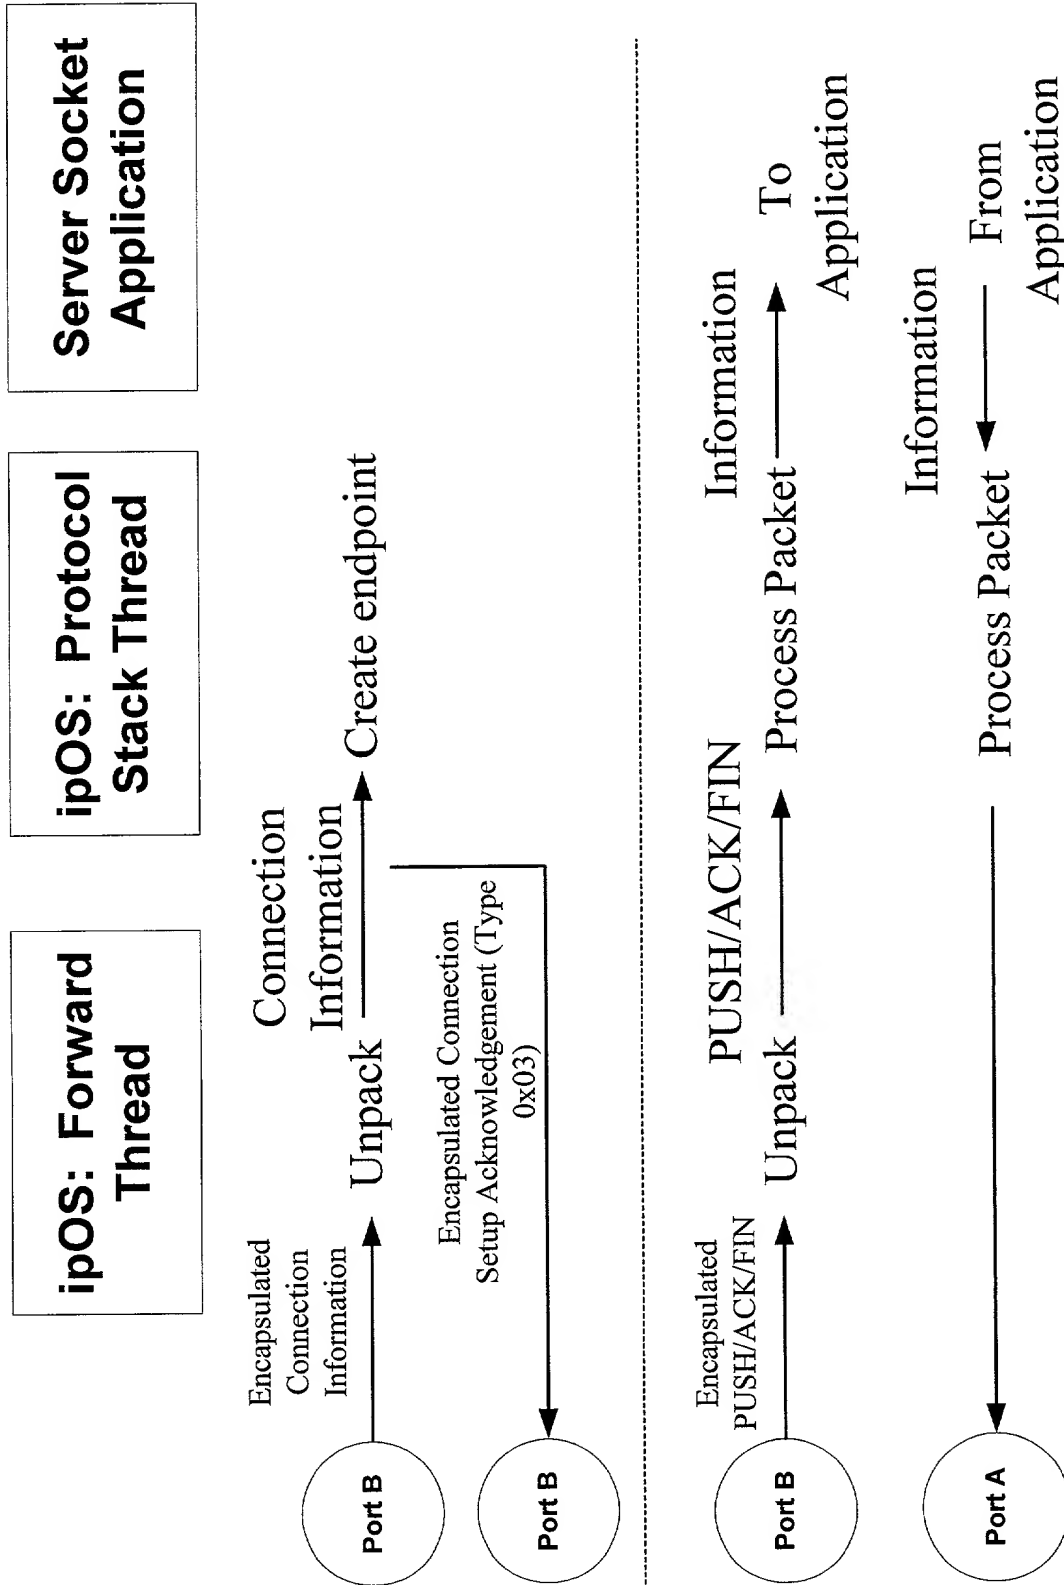 ipOS: Forward
Thread
ipOS: Protocol
Stack Thread
Server Socket
Application
Port B
Encapsulated
Connection
Information
Unpack
Connection
Information
Create endpoint
Port B
Encapsulated Connection
Setup Acknowledgement (Type
0x03)
Port B
Encapsulated
PUSH/ACK/FIN
Unpack
PUSH/ACK/FIN
Process Packet
Information
To
Application
Port A
Process Packet
Information
From
Application